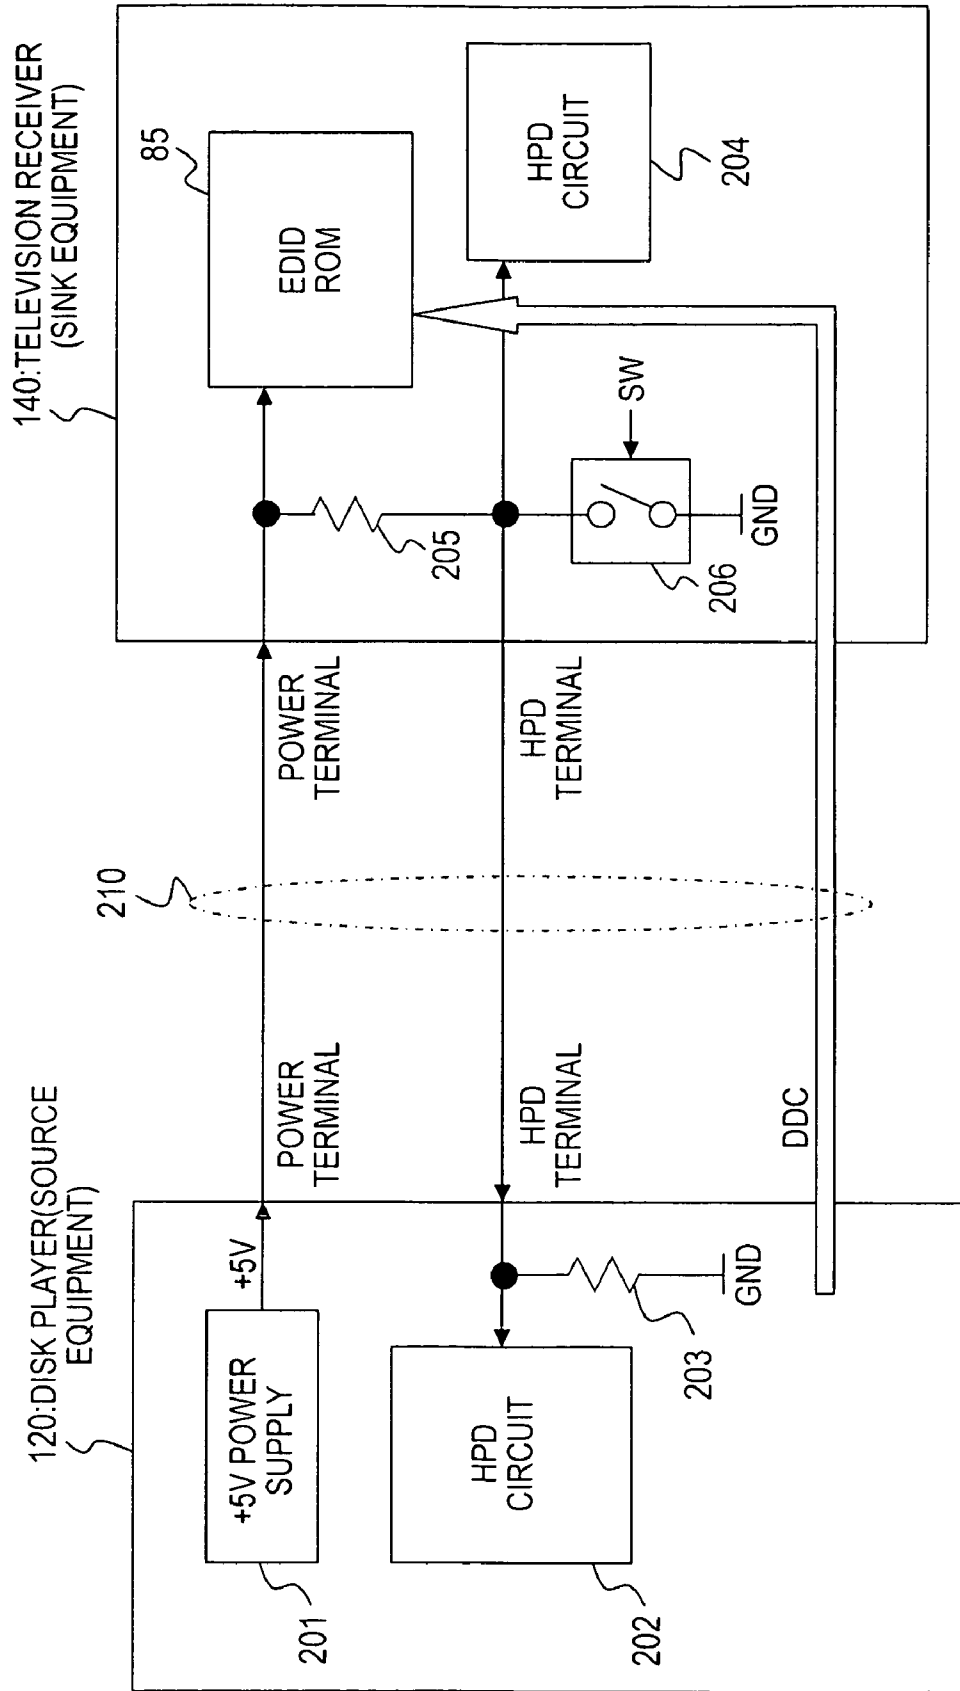 120:DISK PLAYER(SOURCE
EQUIPMENT)
+5V POWER
SUPPLY
201
+5V
HPD
CIRCUIT
202
203
GND
POWER
TERMINAL
HPD
TERMINAL
DDC
210
POWER
TERMINAL
HPD
TERMINAL
140:TELEVISION RECEIVER
(SINK EQUIPMENT)
EDID
ROM
85
HPD
CIRCUIT
204
205
206
SW
GND